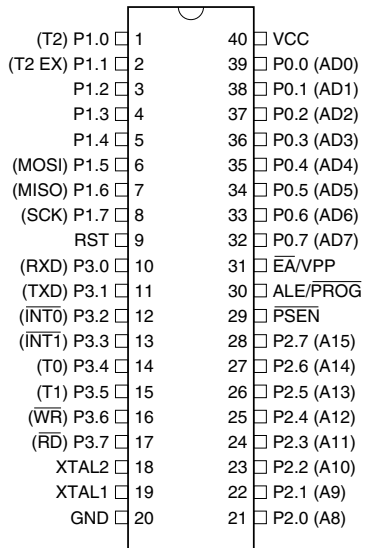 (T2) P1.0 1 40 VCC
(T2 EX) P1.1 2 39 P0.0 (AD0)
P1.2 3 38 P0.1 (AD1)
P1.3 4 37 P0.2 (AD2)
P1.4 5 36 P0.3 (AD3)
(MOSI) P1.5 6 35 P0.4 (AD4)
(MISO) P1.6 7 34 P0.5 (AD5)
(SCK) P1.7 8 33 P0.6 (AD6)
RST 9 32 P0.7 (AD7)
(RXD) P3.0 10 31 EA/VPP
(TXD) P3.1 11 30 ALE/PROG
(INT0) P3.2 12 29 PSEN
(INT1) P3.3 13 28 P2.7 (A15)
(T0) P3.4 14 27 P2.6 (A14)
(T1) P3.5 15 26 P2.5 (A13)
(WR) P3.6 16 25 P2.4 (A12)
(RD) P3.7 17 24 P2.3 (A11)
XTAL2 18 23 P2.2 (A10)
XTAL1 19 22 P2.1 (A9)
GND 20 21 P2.0 (A8)